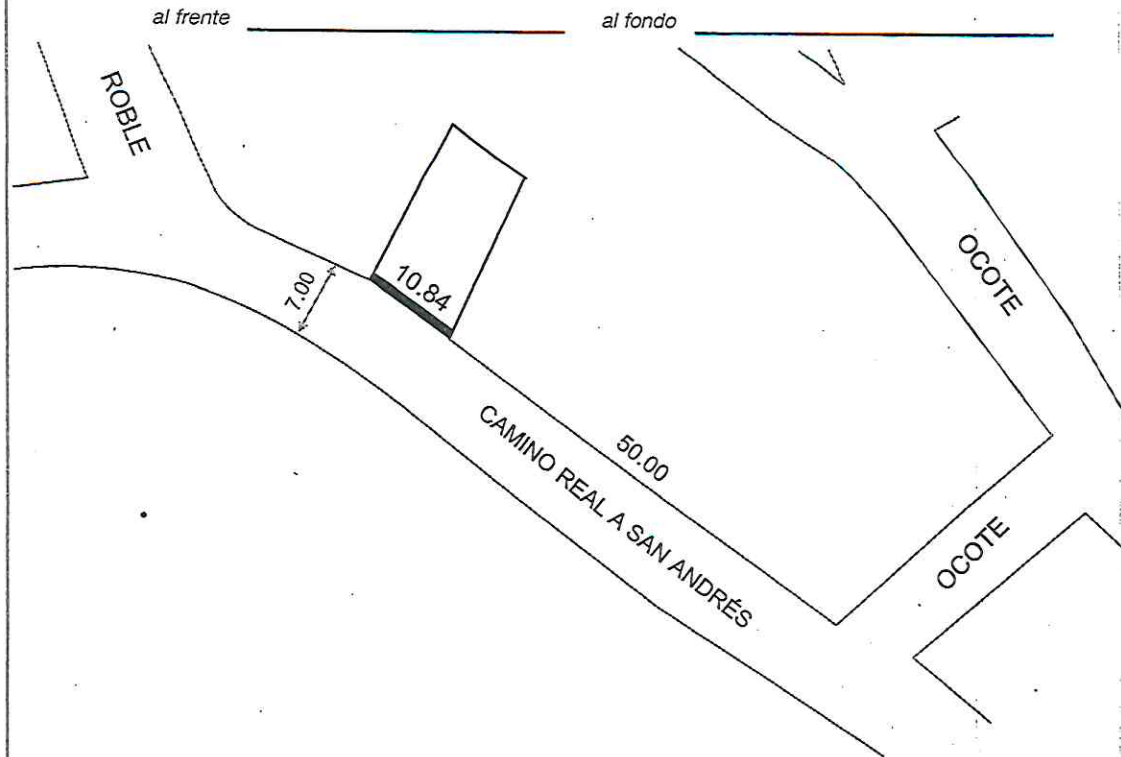 al frente
al fondo
ROBLE
7.00
10.84
OCOTE
50.00
CAMINO REAL A SAN ANDRÉS
OCOTE